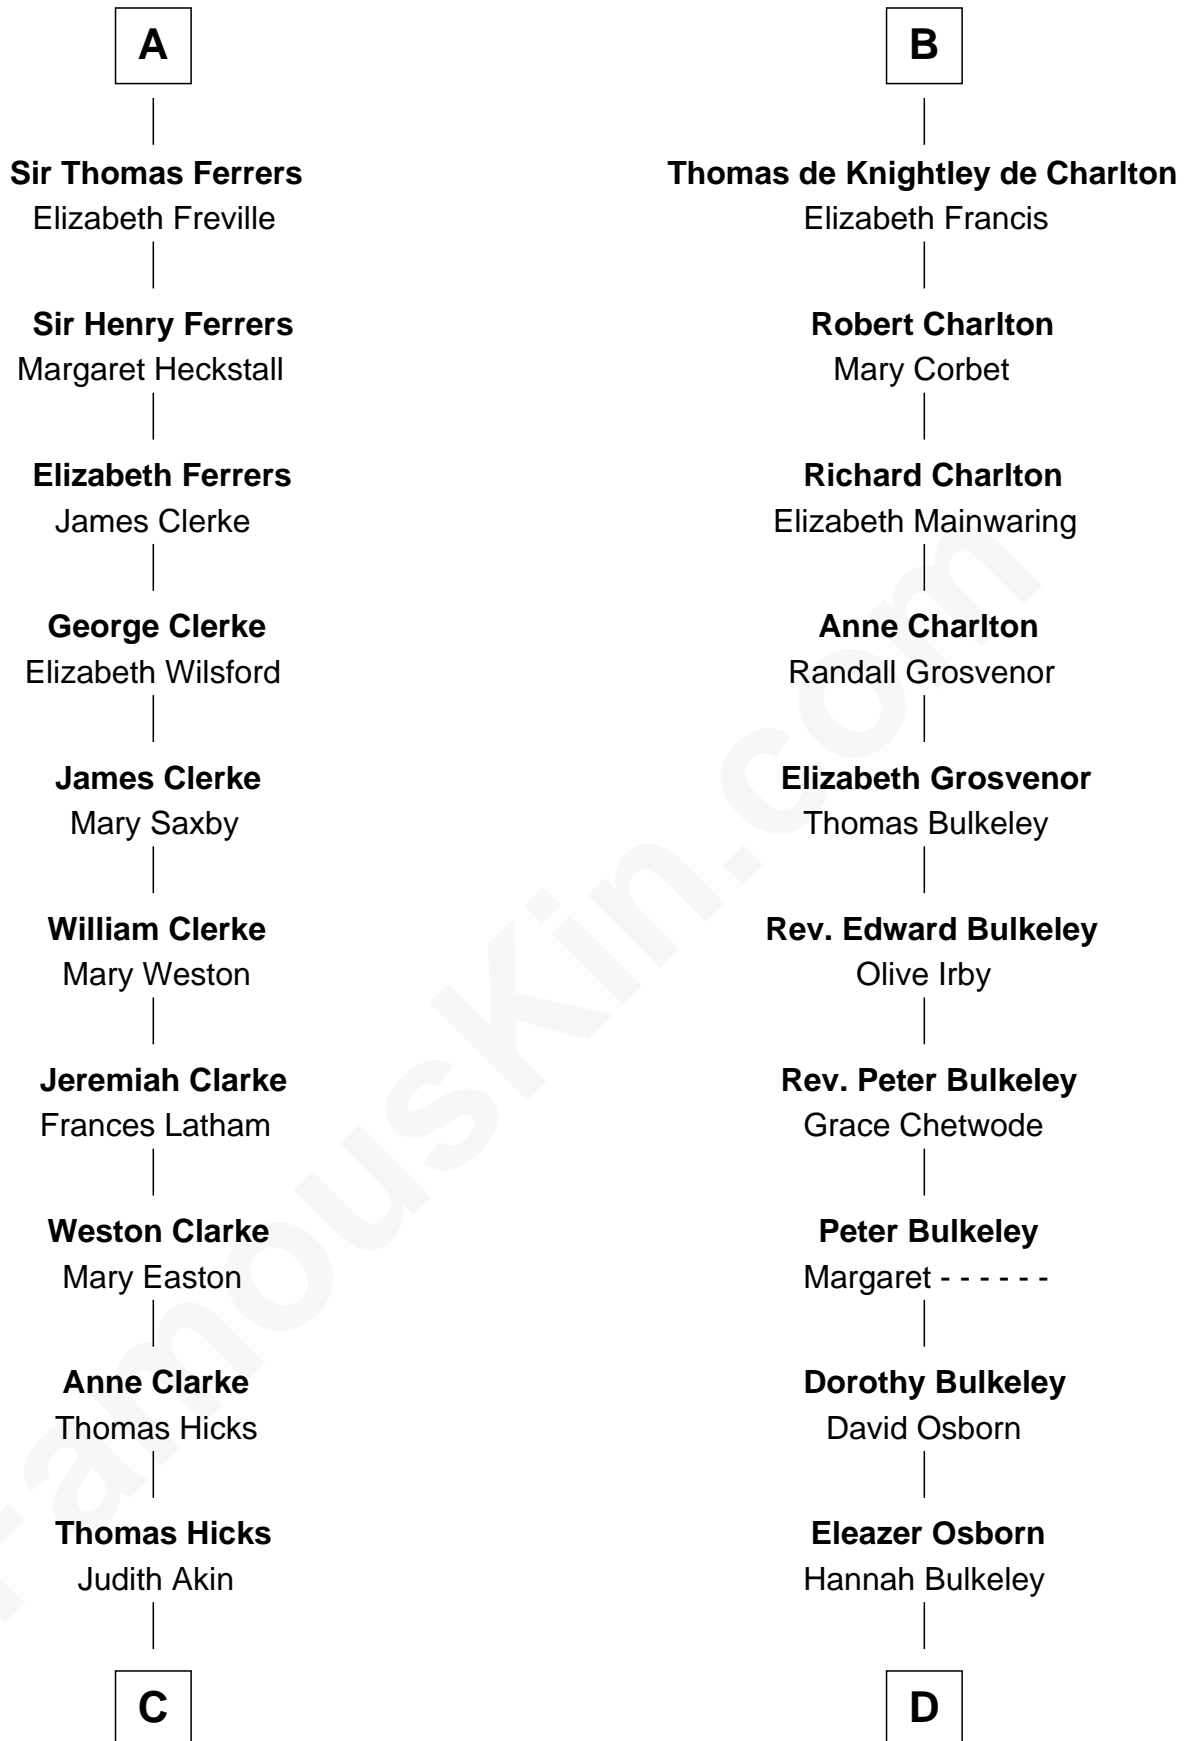 A
Sir Thomas Ferrers
Elizabeth Freville
Sir Henry Ferrers
Margaret Heckstall
Elizabeth Ferrers
James Clerke
George Clerke
Elizabeth Wilsford
James Clerke
Mary Saxby
William Clerke
Mary Weston
Jeremiah Clarke
Frances Latham
Weston Clarke
Mary Easton
Anne Clarke
Thomas Hicks
Thomas Hicks
Judith Akin
C
B
Thomas de Knightley de Charlton
Elizabeth Francis
Robert Charlton
Mary Corbet
Richard Charlton
Elizabeth Mainwaring
Anne Charlton
Randall Grosvenor
Elizabeth Grosvenor
Thomas Bulkeley
Rev. Edward Bulkeley
Olive Irby
Rev. Peter Bulkeley
Grace Chetwode
Peter Bulkeley
Margaret - - - - - -
Dorothy Bulkeley
David Osborn
Eleazer Osborn
Hannah Bulkeley
D
FamousKin.com